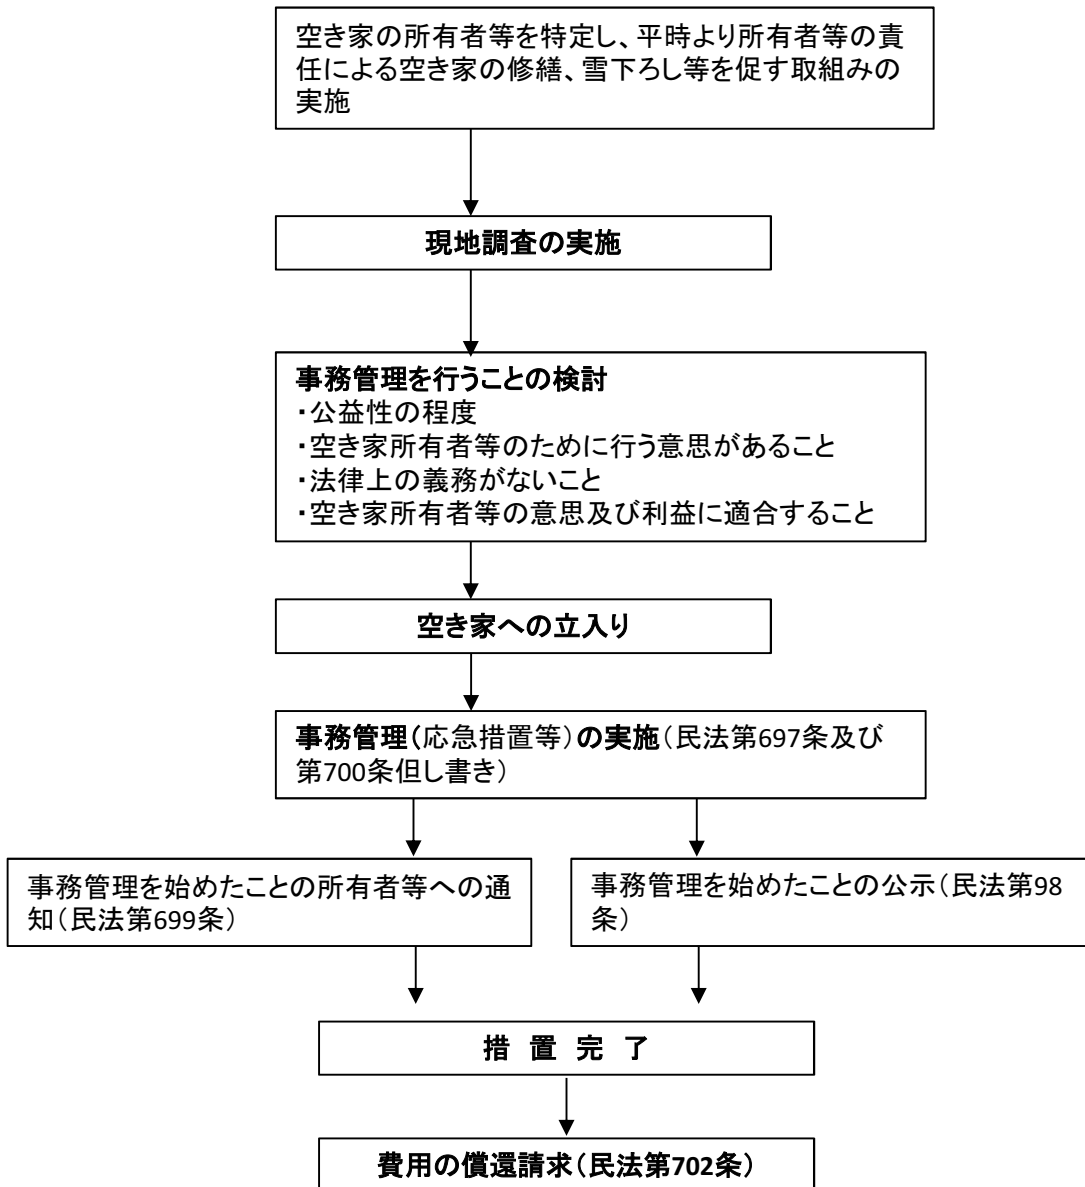 空き家の所有者等を特定し、平時より所有者等の責
任による空き家の修繕、雪下ろし等を促す取組みの
実施
現地調査の実施
事務管理を行うことの検討
・公益性の程度
・空き家所有者等のために行う意思があること
・法律上の義務がないこと
・空き家所有者等の意思及び利益に適合すること
空き家への立入り
事務管理（応急措置等）の実施（民法第697条及び
第700条但し書き）
事務管理を始めたことの所有者等への通
知（民法第699条）
事務管理を始めたことの公示（民法第98
条）
措 置 完 了
費用の償還請求（民法第702条）